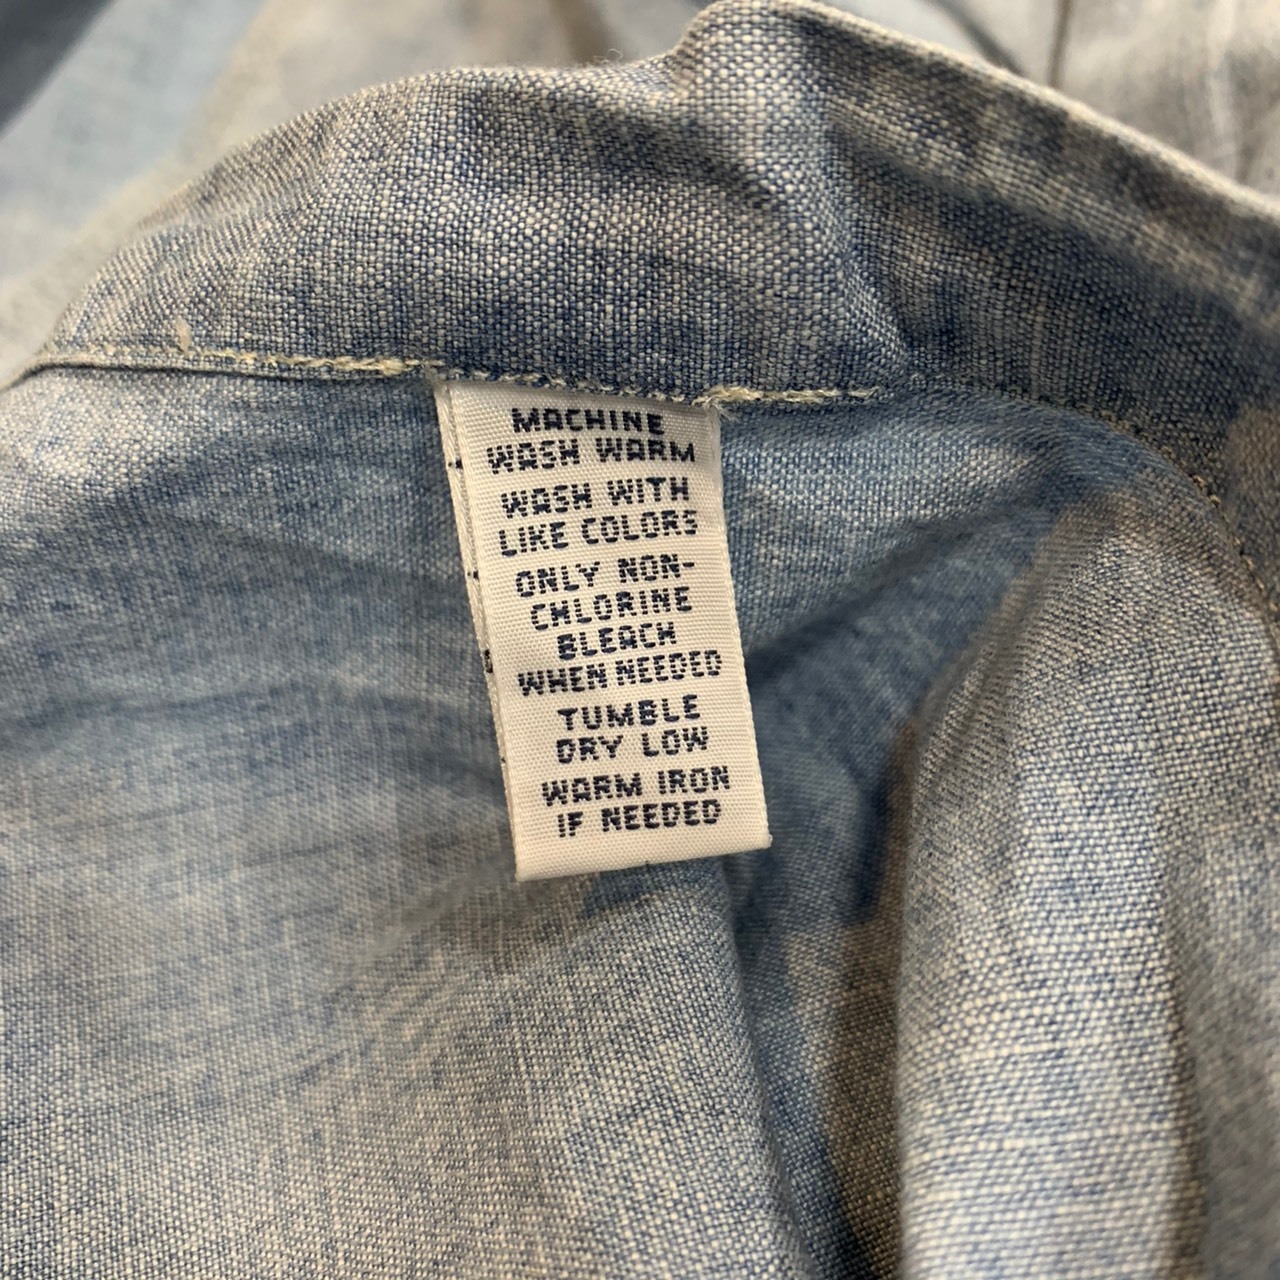 MACHINE
WASH WARM
WASH WITH
LIKE COLORS
ONLY NON-
CHLORINE
BLEACH
WHEN NEEDED
TUMBLE
DRY LOW
WARM IRON
IF NEEDED